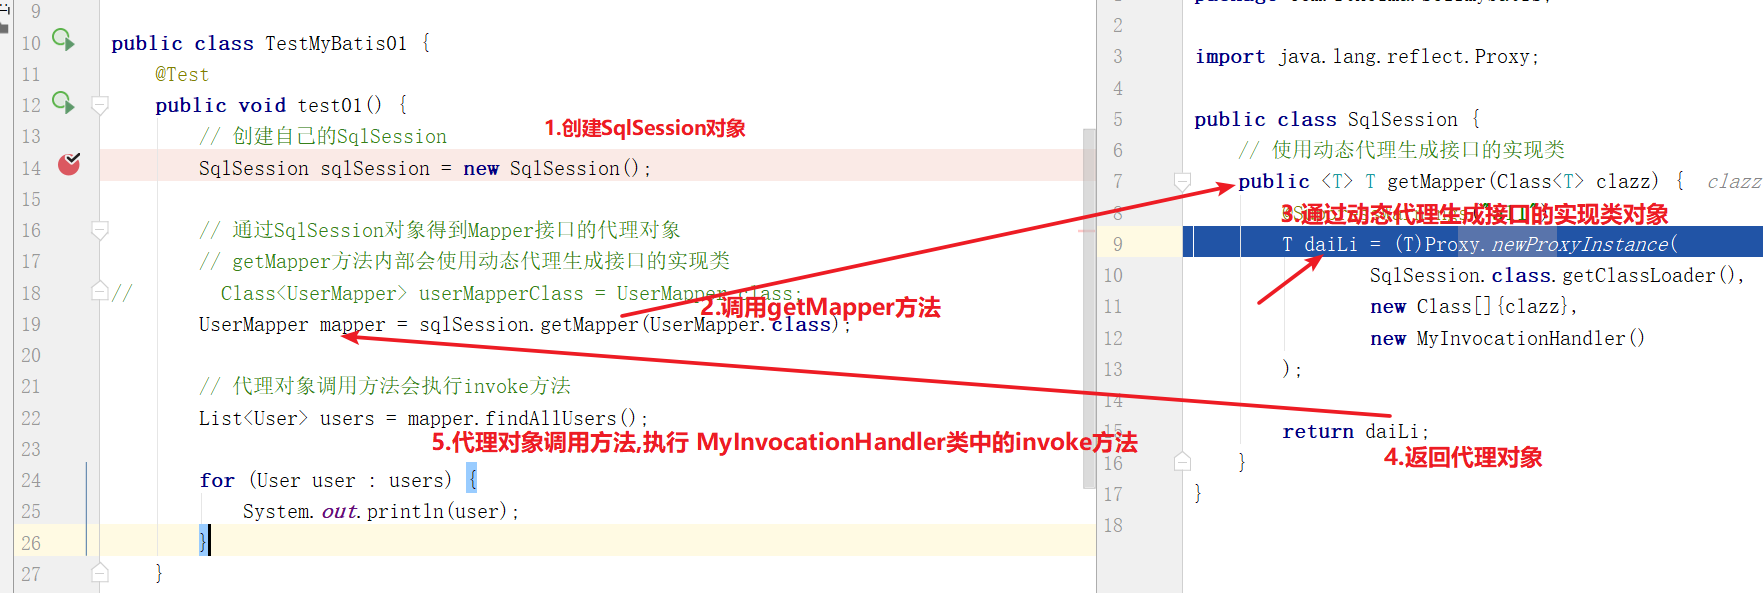 9
10 public class TestMyBatis01 {
11 @Test
12 public void test01() {
13 // 创建自己的SqlSession
1.创建SqlSession对象
14 SqlSession sqlSession = new SqlSession();
15
16 // 通过SqlSession对象得到Mapper接口的代理对象
17 // getMapper方法内部会使用动态代理生成接口的实现类
18 // Class<UserMapper> userMapperClass = UserMapper.class;
2.调用getMapper方法
19 UserMapper mapper = sqlSession.getMapper(UserMapper.class);
20
21 // 代理对象调用方法会执行invoke方法
22 List<User> users = mapper.findAllUsers();
5.代理对象调用方法,执行 MyInvocationHandler类中的invoke方法
23
24 for (User user : users) {
25 System.out.println(user);
26 }
27 }
2
3 import java.lang.reflect.Proxy;
4
5 public class SqlSession {
6 // 使用动态代理生成接口的实现类
7 public <T> T getMapper(Class<T> clazz) { clazz
8
3.通过动态代理生成接口的实现类对象
9 T daiLi = (T)Proxy.newProxyInstance(
10 SqlSession.class.getClassLoader(),
11 new Class[]{clazz},
12 new MyInvocationHandler()
13 );
14
15 return daiLi;
4.返回代理对象
16 }
17 }
18